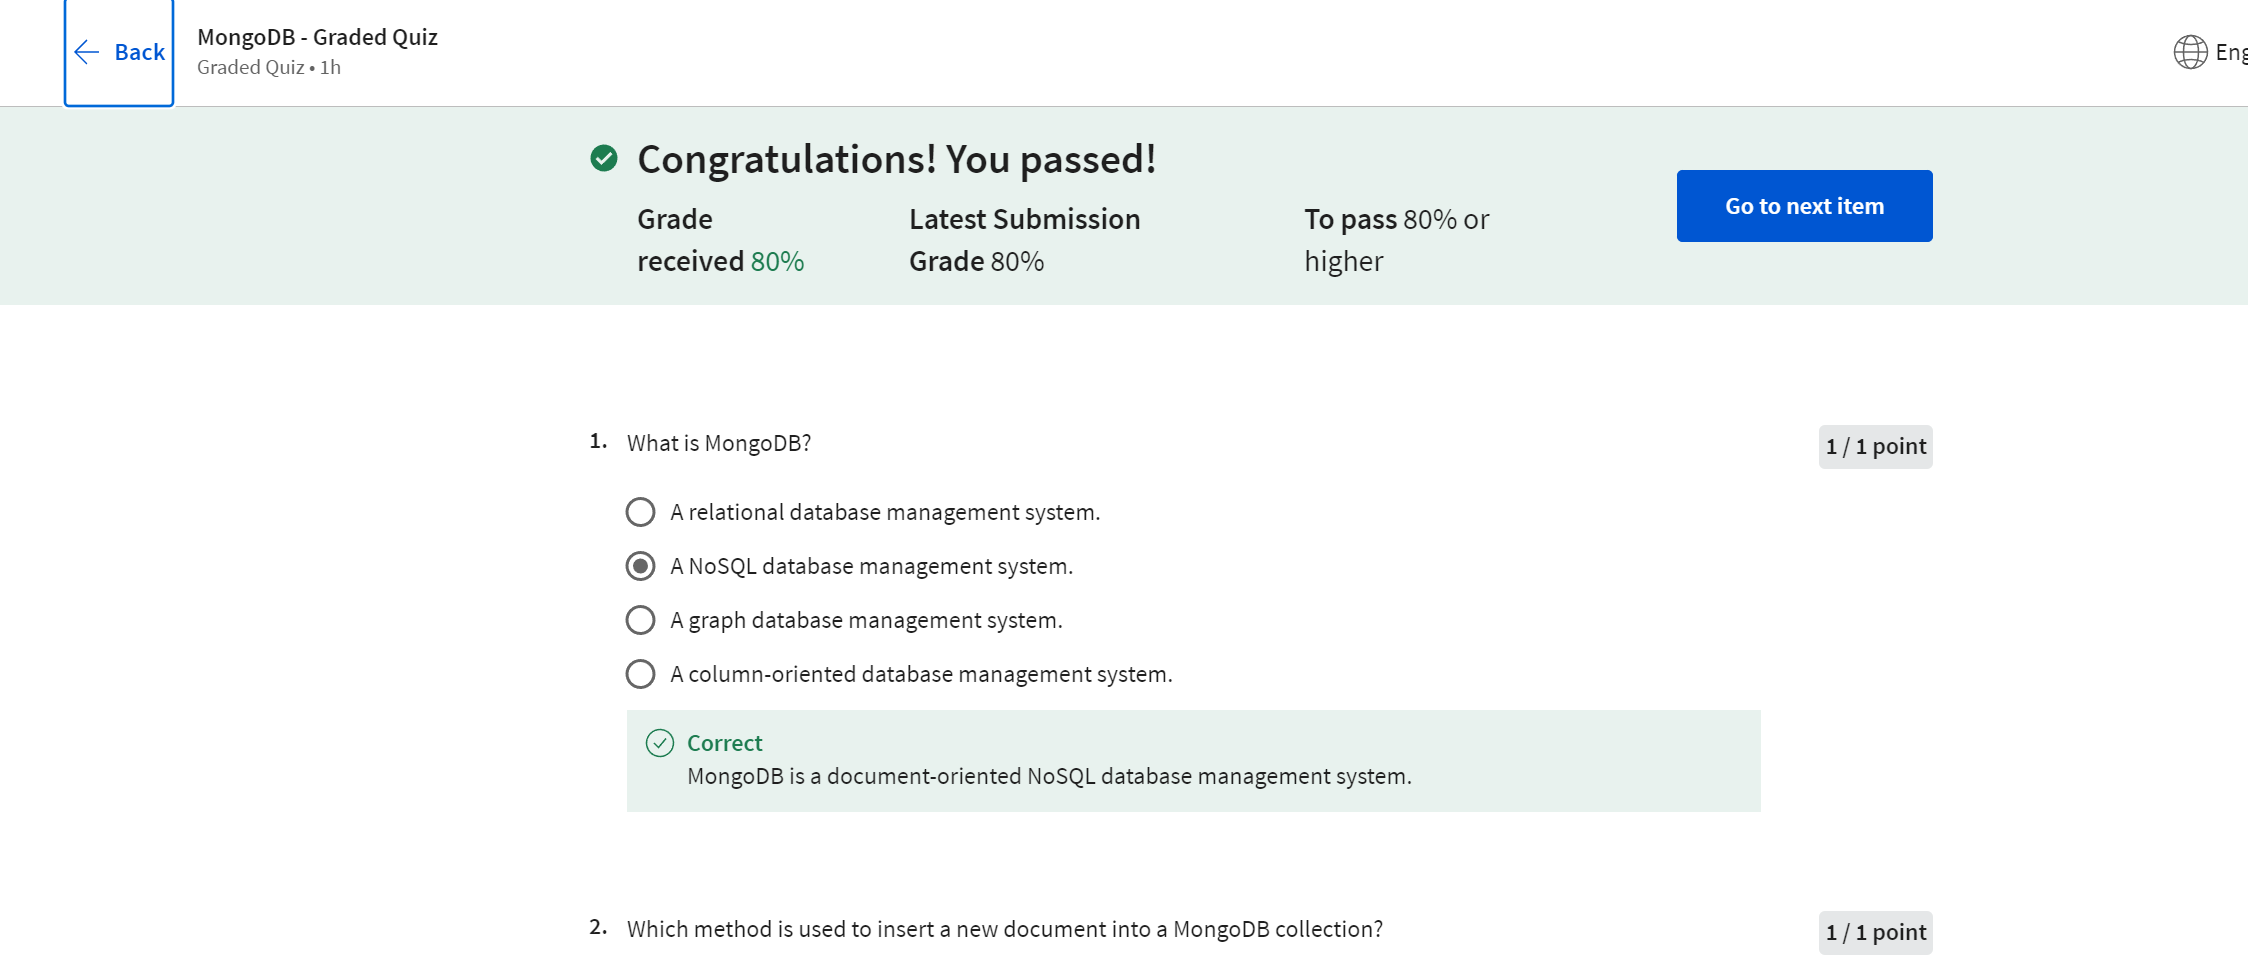 Back
MongoDB - Graded Quiz
Graded Quiz • 1h
Eng
Congratulations! You passed!
Grade received 80%
Latest Submission Grade 80%
To pass 80% or higher
Go to next item
1. What is MongoDB?
1 / 1 point
A relational database management system.
A NoSQL database management system.
A graph database management system.
A column-oriented database management system.
Correct
MongoDB is a document-oriented NoSQL database management system.
2. Which method is used to insert a new document into a MongoDB collection?
1 / 1 point